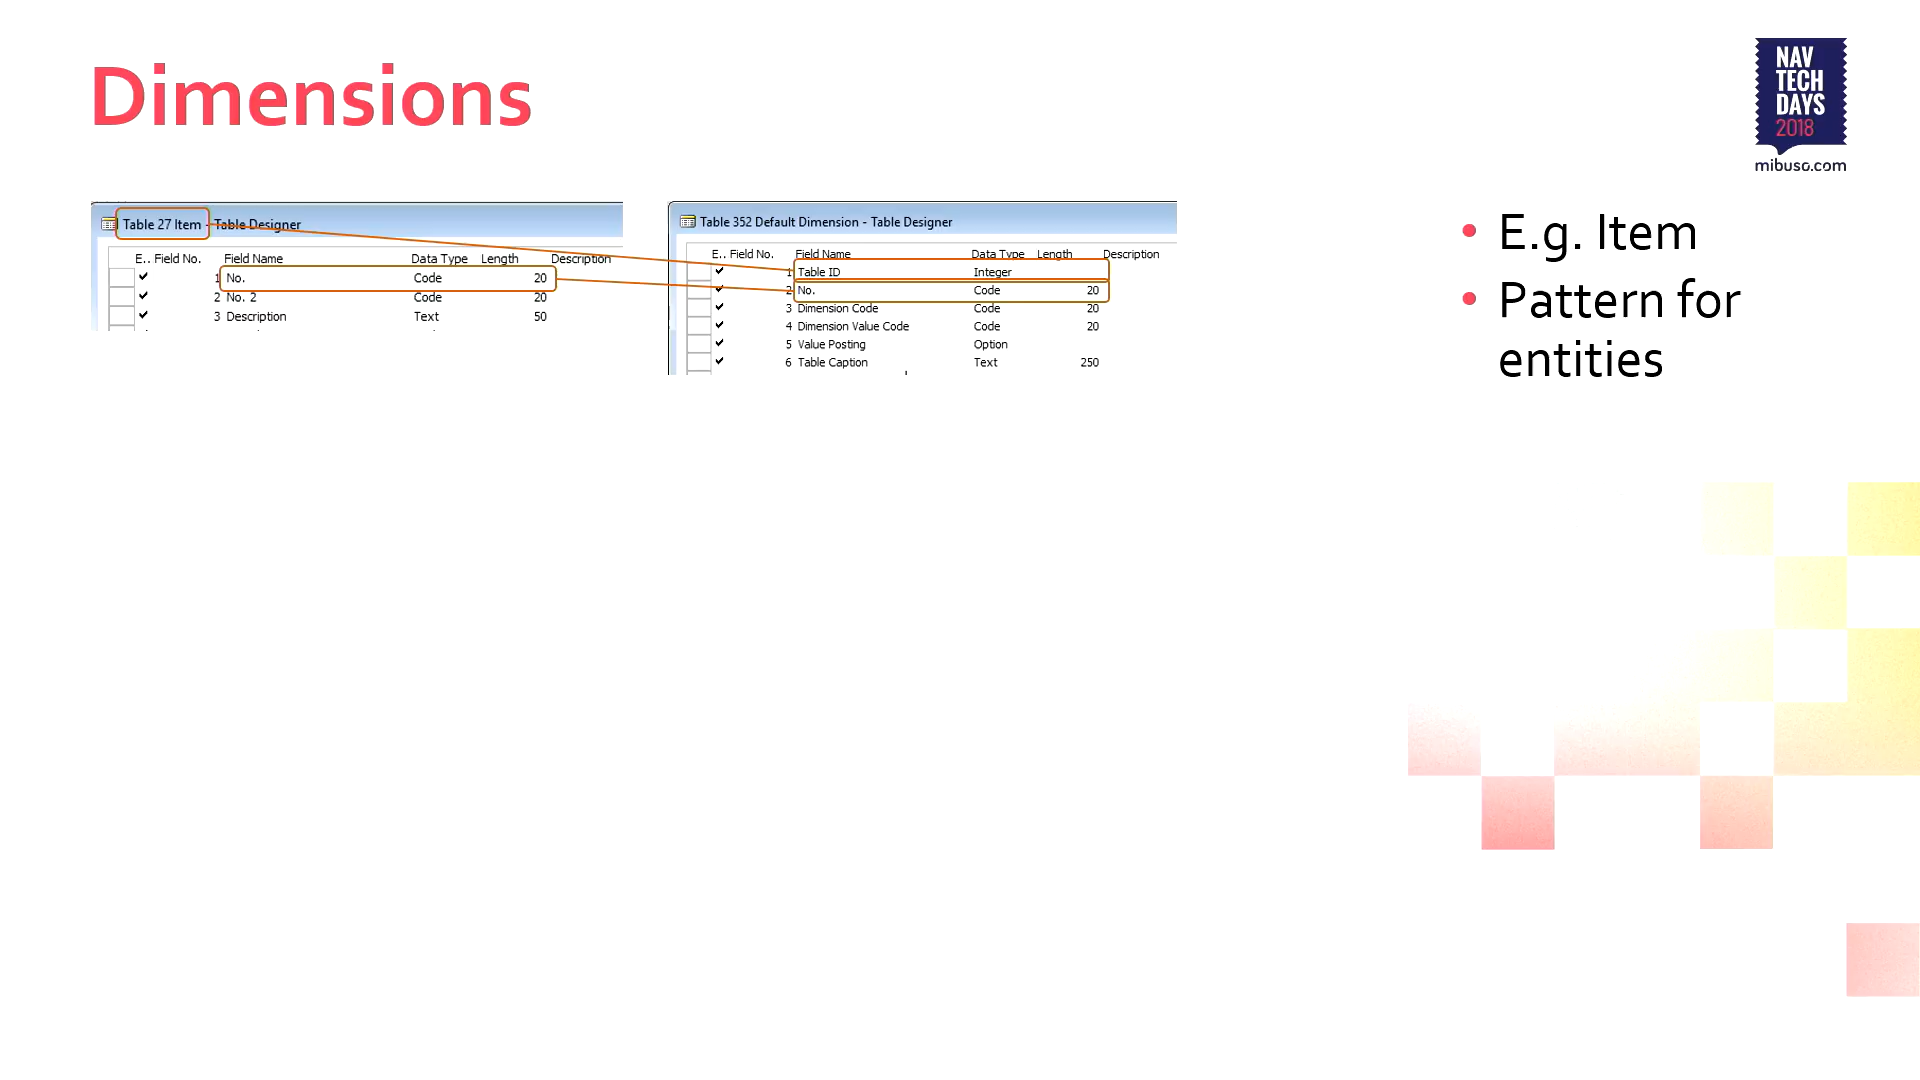 Dimensions
NAV
TECH
DAYS
2018
mibuso.com
Table 27 Item - Table Designer
E.. Field No. Field Name Data Type Length Description
1 No. Code 20
2 No. 2 Code 20
3 Description Text 50
Table 352 Default Dimension - Table Designer
E.. Field No. Field Name Data Type Length Description
1 Table ID Integer
2 No. Code 20
3 Dimension Code Code 20
4 Dimension Value Code Code 20
5 Value Posting Option
6 Table Caption Text 250
• E.g. Item
• Pattern for
entities